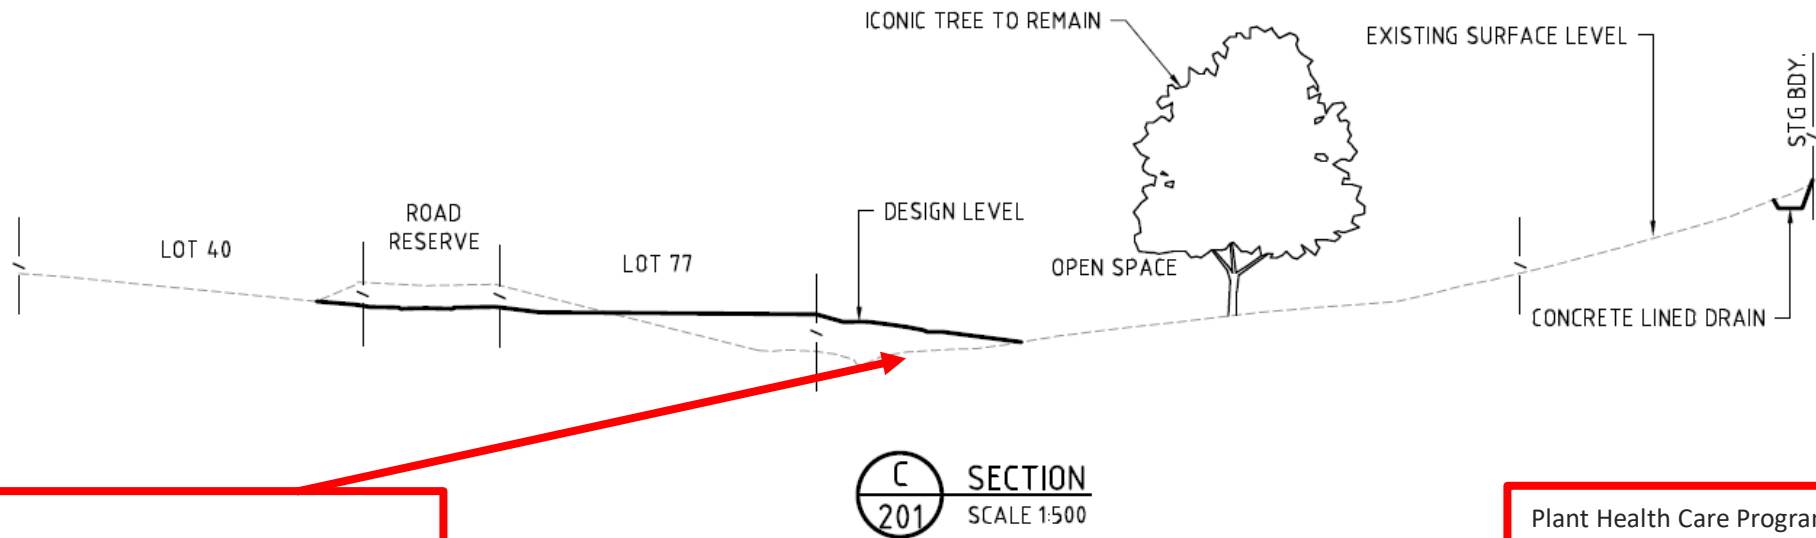 ICONIC TREE TO REMAIN
EXISTING SURFACE LEVEL
STG BDY.
ROAD
RESERVE
LOT 40
LOT 77
DESIGN LEVEL
OPEN SPACE
CONCRETE LINED DRAIN
C
201
SECTION
SCALE 1:500
Plant Health Care Program